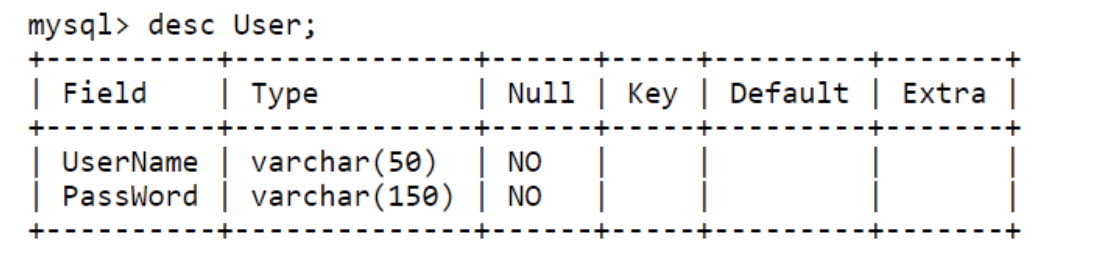 mysql> desc User;
+----------+--------------+------+-----+---------+-------+
| Field    | Type         | Null | Key | Default | Extra |
+----------+--------------+------+-----+---------+-------+
| UserName | varchar(50)  | NO   |     |         |       |
| PassWord | varchar(150) | NO   |     |         |       |
+----------+--------------+------+-----+---------+-------+